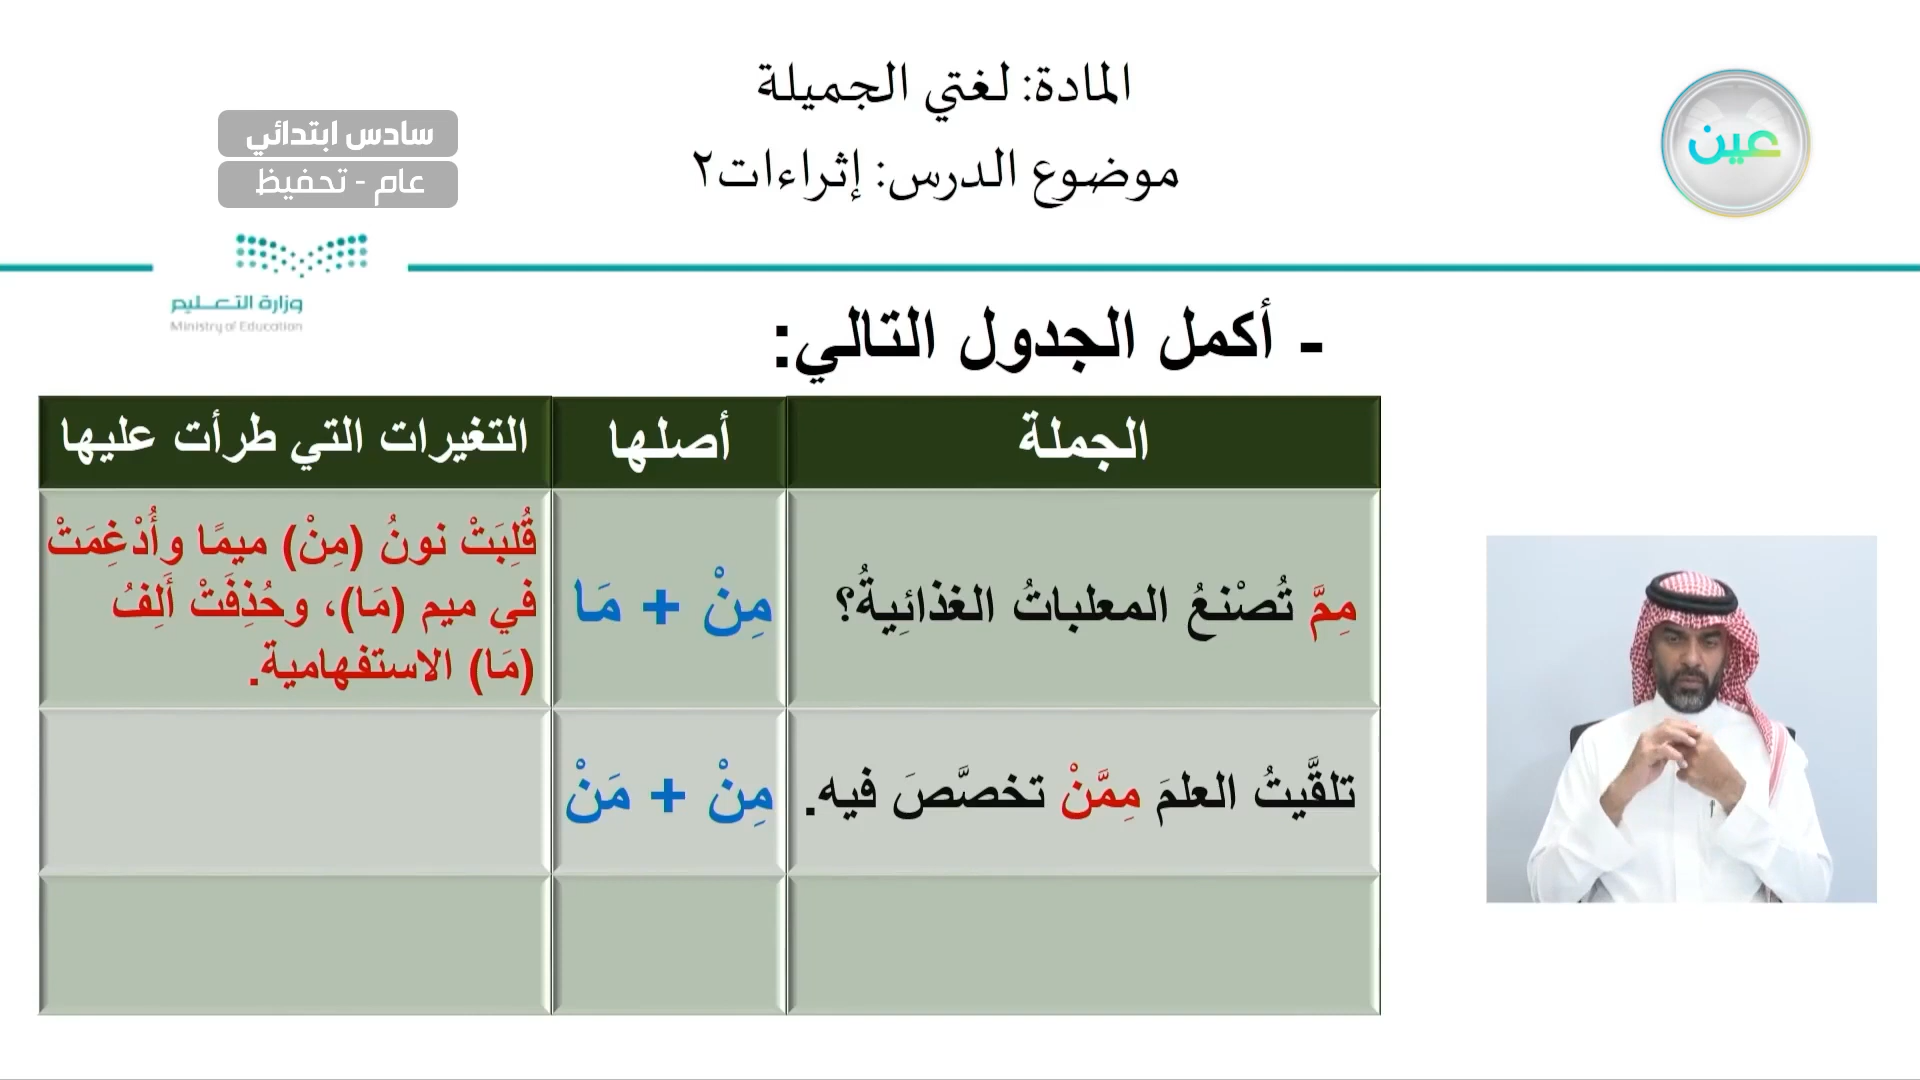 المادة: لغتي الجميلة
موضوع الدرس: إثراءات٢
عين
سادس ابتدائي
عام - تحفيظ
وزارة التعليم
Ministry of Education
- أكمل الجدول التالي:
الجملة
أصلها
التغيرات التي طرأت عليها
مِمَّ تُصْنعُ المعلباتُ الغذائِيةُ؟
مِنْ + مَا
قُلِبَتْ نونُ (مِنْ) ميمًا وأُدْغِمَتْ
في ميم (مَا)، وحُذِفَتْ أَلِفُ
(مَا) الاستفهامية.
تلقَّيتُ العلمَ مِمَّنْ تخصَّصَ فيه.
مِنْ + مَنْ